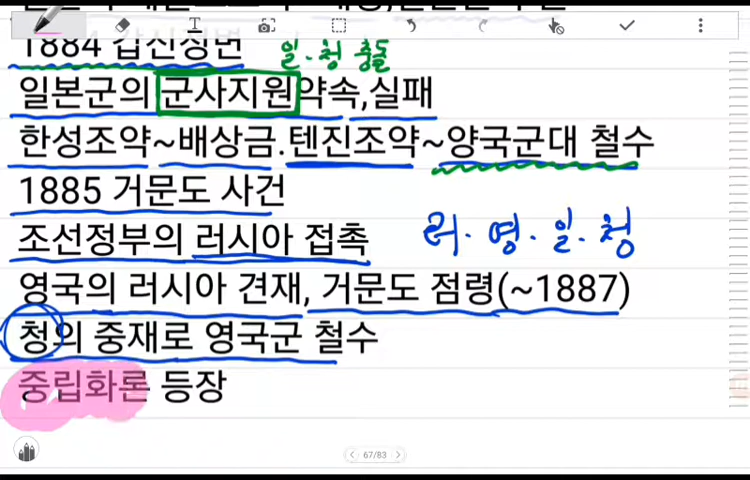 1884 갑신정변
일·청 충돌
일본군의 군사지원약속,실패
한성조약~배상금.텐진조약~양국군대 철수
1885 거문도 사건
조선정부의 러시아 접촉
러·영·일·청
영국의 러시아 견제, 거문도 점령(~1887)
청의 중재로 영국군 철수
중립화론 등장
67/83